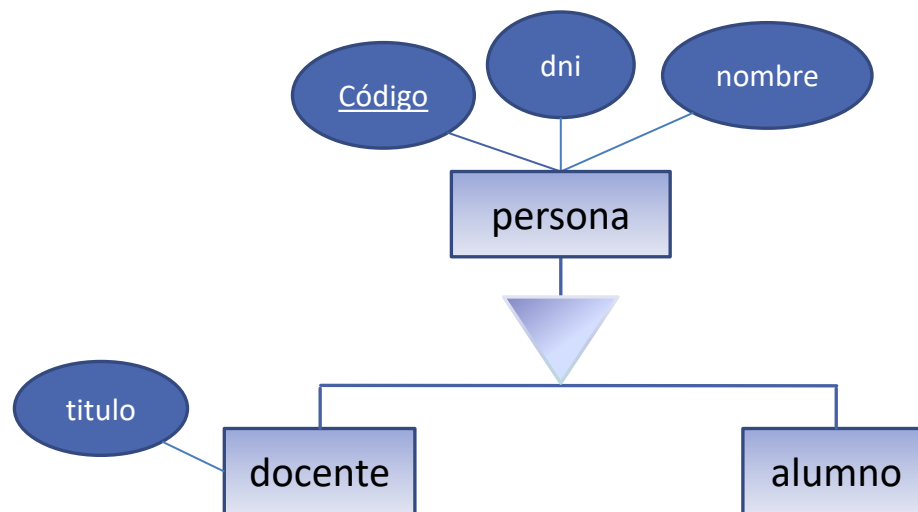 Código
dni
nombre
persona
titulo
docente
alumno